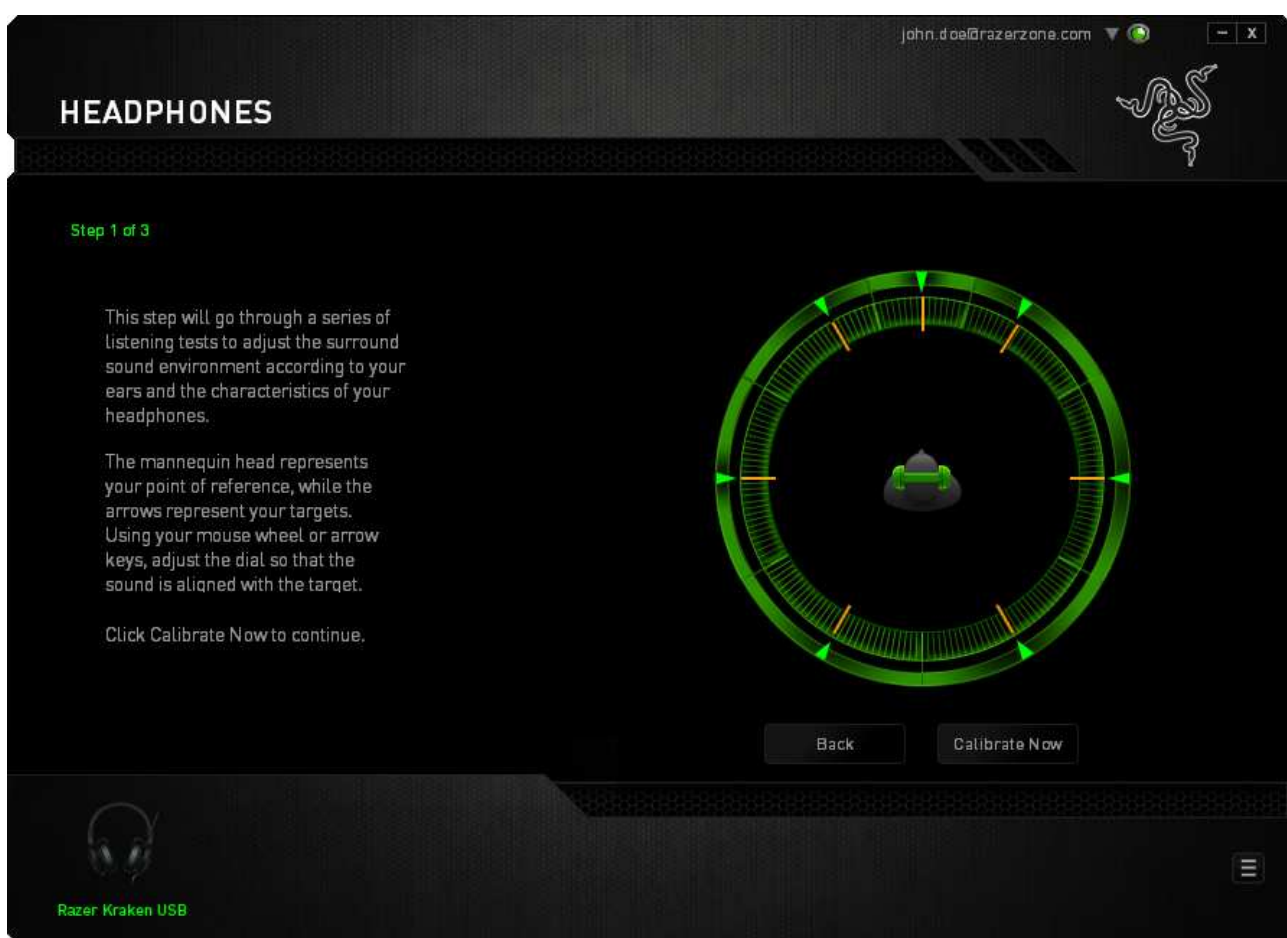 john.doe@razerzone.com
X
HEADPHONES
Step 1 of 3
This step will go through a series of
listening tests to adjust the surround
sound environment according to your
ears and the characteristics of your
headphones.
The mannequin head represents
your point of reference, while the
arrows represent your targets.
Using your mouse wheel or arrow
keys, adjust the dial so that the
sound is aligned with the target.
Click Calibrate Now to continue.
Back
Calibrate Now
Razer Kraken USB